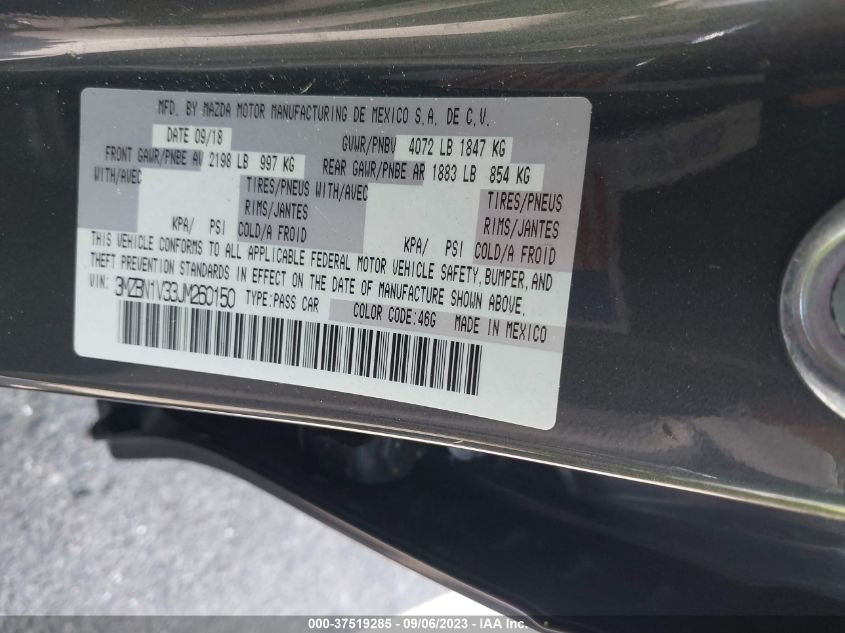 MFD. BY MAZDA MOTOR MANUFACTURING DE MEXICO S.A. DE C.V.
DATE 09/18 GVWR/PNBV 4072 LB 1847 KG
FRONT GAWR/PNBE AV 2198 LB 997 KG REAR GAWR/PNBE AR 1883 LB 854 KG
WITH/AVEC TIRES/PNEUS WITH/AVEC TIRES/PNEUS
RIMS/JANTES RIMS/JANTES
KPA/ PSI COLD/A FROID KPA/ PSI COLD/A FROID
THIS VEHICLE CONFORMS TO ALL APPLICABLE FEDERAL MOTOR VEHICLE SAFETY, BUMPER, AND
THEFT PREVENTION STANDARDS IN EFFECT ON THE DATE OF MANUFACTURE SHOWN ABOVE.
VIN: 3MZBN1V33JM260150 TYPE:PASS CAR COLOR CODE:46G MADE IN MEXICO
000-37519285 - 09/06/2023 - IAA Inc.